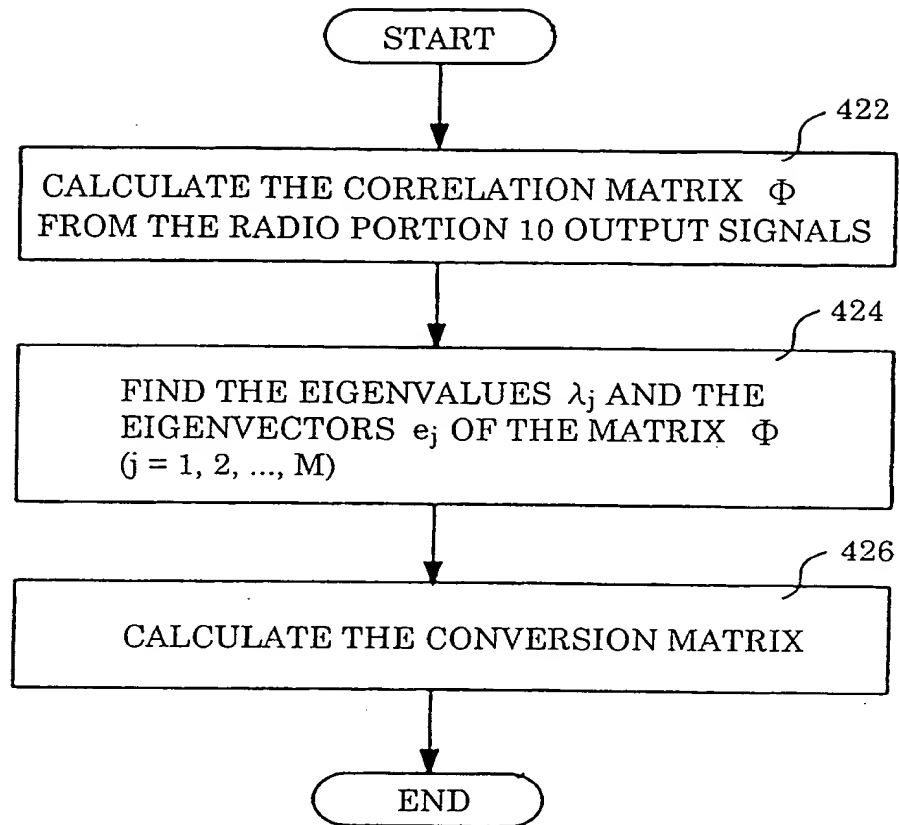 START
422
CALCULATE THE CORRELATION MATRIX Φ
FROM THE RADIO PORTION 10 OUTPUT SIGNALS
424
FIND THE EIGENVALUES λj AND THE
EIGENVECTORS ej OF THE MATRIX Φ
(j = 1, 2, ..., M)
426
CALCULATE THE CONVERSION MATRIX
END